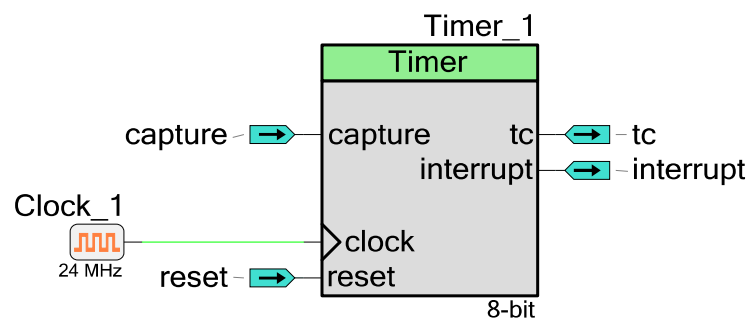 Timer_1
Timer
capture
capture
tc
tc
interrupt
interrupt
Clock_1
clock
24 MHz
reset
reset
8-bit